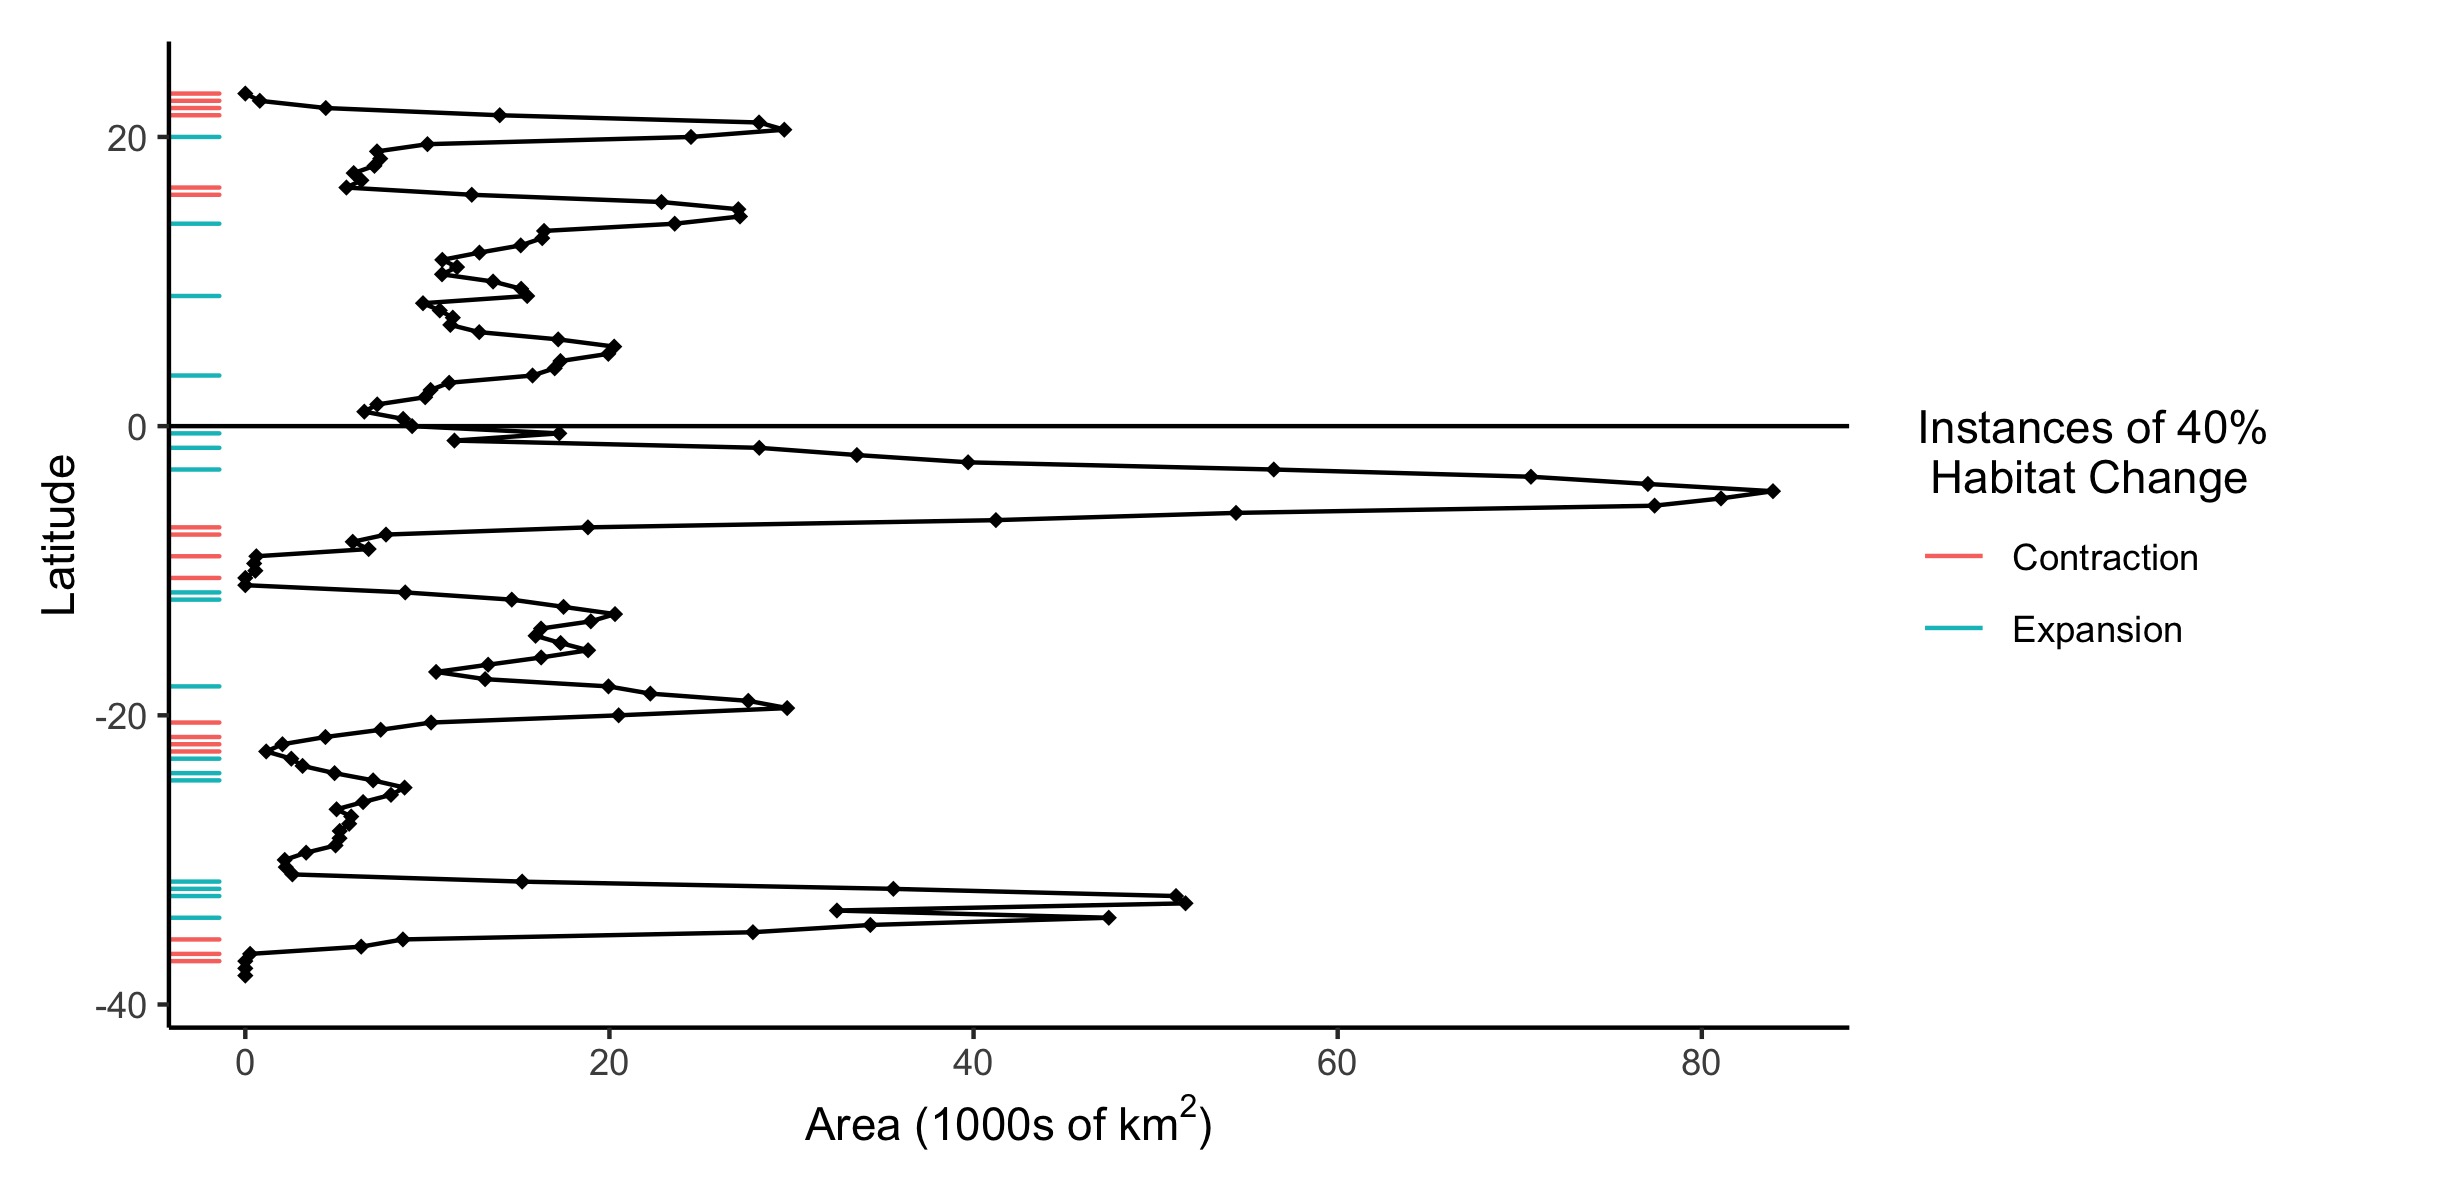 20
0
-20
-40
Latitude
0 20 40 60 80
Area (1000s of km²)
Instances of 40%
Habitat Change
Contraction
Expansion